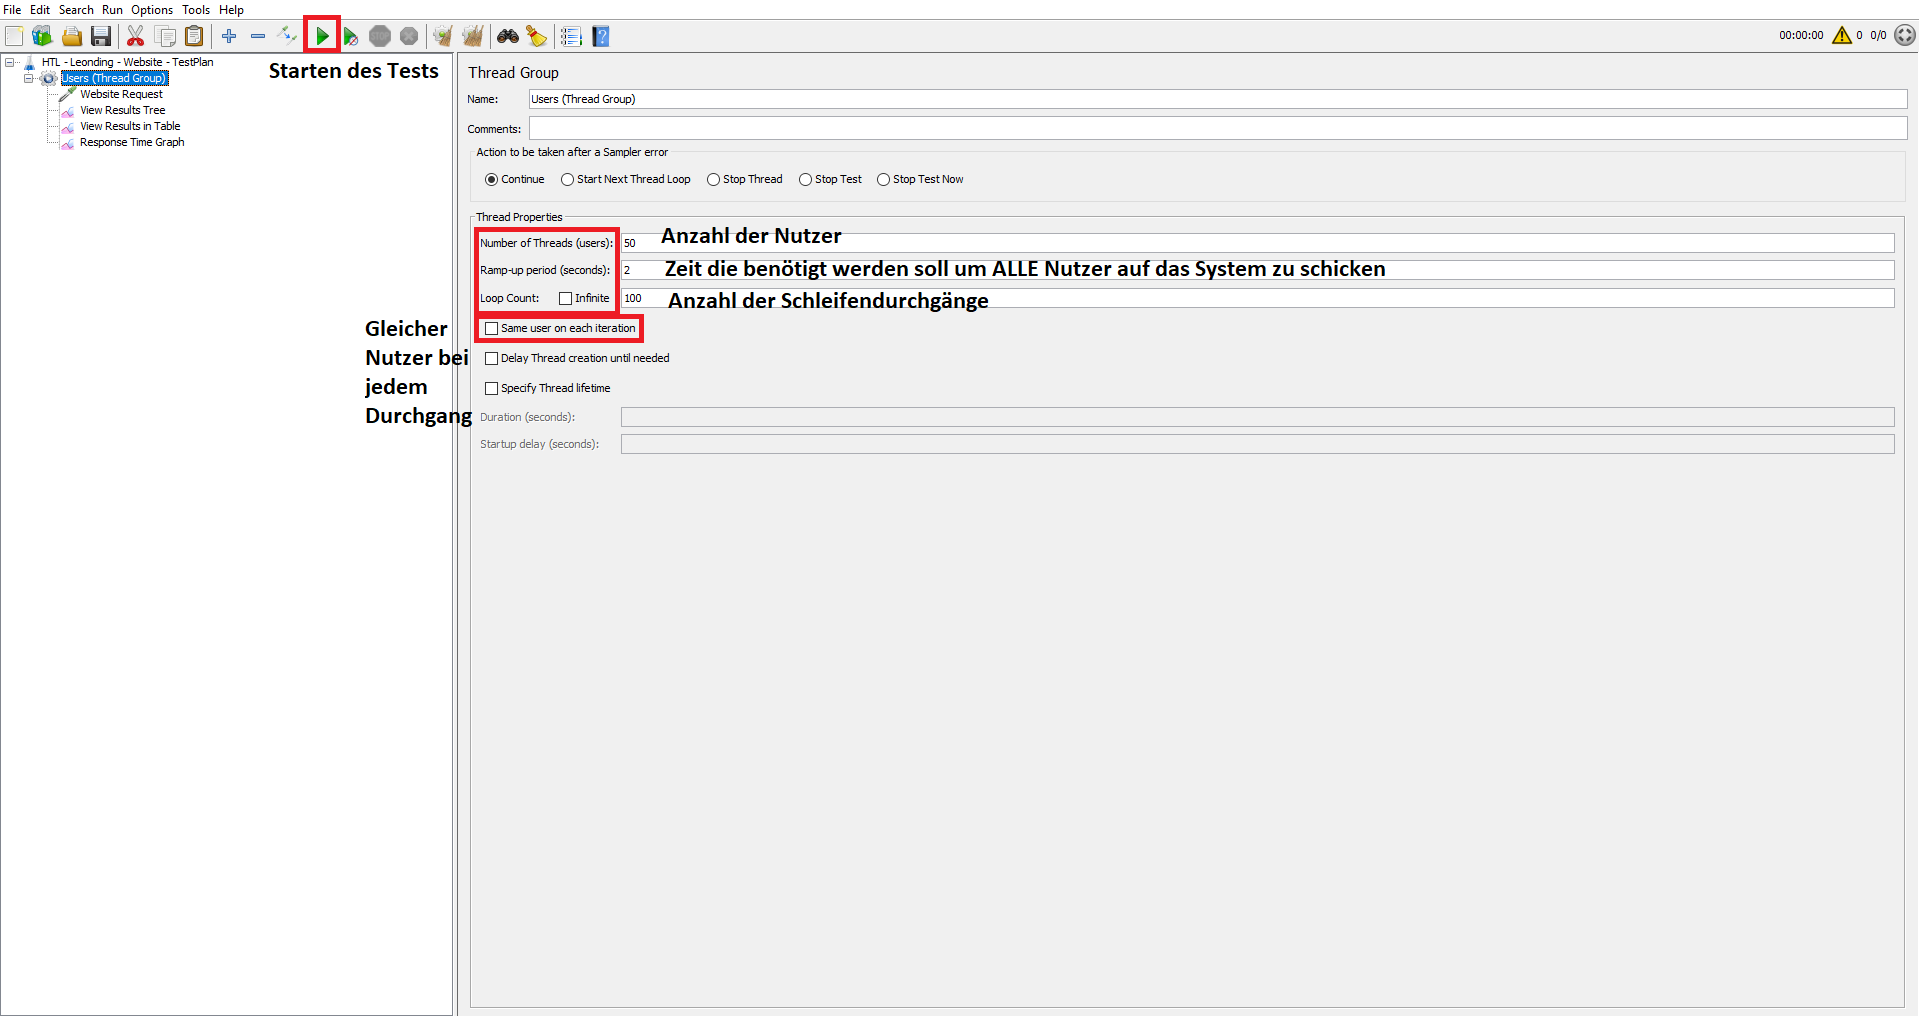 File Edit Search Run Options Tools Help
STOP
00:00:00 0 0/0
HTL - Leonding - Website - TestPlan
Users (Thread Group)
Website Request
View Results Tree
View Results in Table
Response Time Graph
Starten des Tests
Thread Group
Name: Users (Thread Group)
Comments:
Action to be taken after a Sampler error
Continue Start Next Thread Loop Stop Thread Stop Test Stop Test Now
Thread Properties
Number of Threads (users): 50 Anzahl der Nutzer
Ramp-up period (seconds): 2 Zeit die benötigt werden soll um ALLE Nutzer auf das System zu schicken
Loop Count: Infinite 100 Anzahl der Schleifendurchgänge
Same user on each iteration
Gleicher
Nutzer bei
jedem
Durchgang
Delay Thread creation until needed
Specify Thread lifetime
Duration (seconds):
Startup delay (seconds):